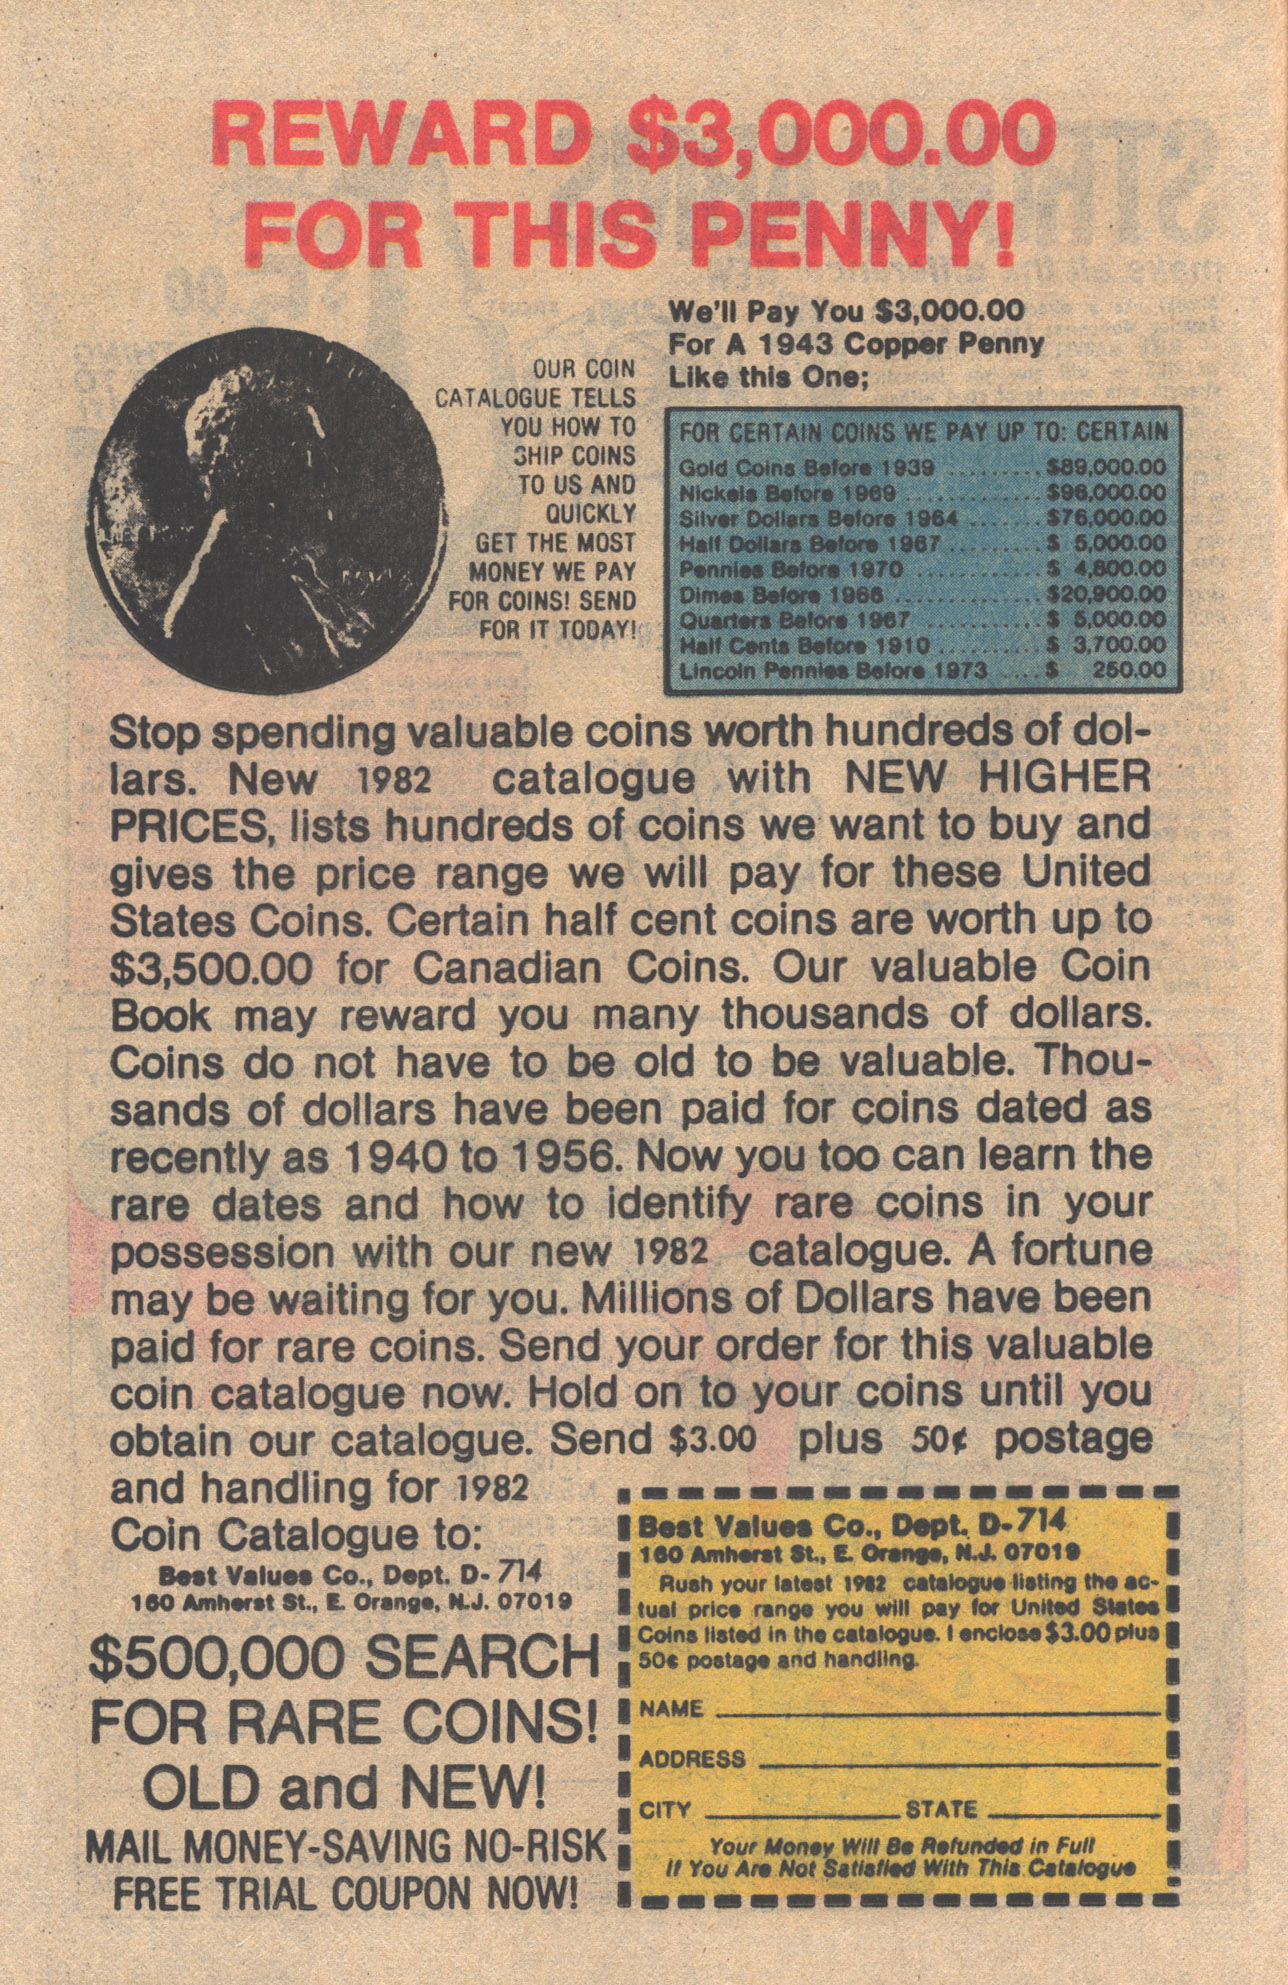 REWARD $3,000.00
FOR THIS PENNY!
We'll Pay You $3,000.00
For A 1943 Copper Penny
Like this One;
OUR COIN
CATALOGUE TELLS
YOU HOW TO
SHIP COINS
TO US AND
QUICKLY
GET THE MOST
MONEY WE PAY
FOR COINS! SEND
FOR IT TODAY!
FOR CERTAIN COINS WE PAY UP TO: CERTAIN
Gold Coins Before 1939 ......... $89,000.00
Nickels Before 1969 ............. $96,000.00
Silver Dollars Before 1964 ...... $76,000.00
Half Dollars Before 1967 ......... $ 5,000.00
Pennies Before 1970 ............ $ 4,800.00
Dimes Before 1966 .............. $20,900.00
Quarters Before 1967 ............ $ 5,000.00
Half Cents Before 1910 .......... $ 3,700.00
Lincoln Pennies Before 1973 .... $ 250.00
Stop spending valuable coins worth hundreds of dol-
lars. New 1982 catalogue with NEW HIGHER
PRICES, lists hundreds of coins we want to buy and
gives the price range we will pay for these United
States Coins. Certain half cent coins are worth up to
$3,500.00 for Canadian Coins. Our valuable Coin
Book may reward you many thousands of dollars.
Coins do not have to be old to be valuable. Thou-
sands of dollars have been paid for coins dated as
recently as 1940 to 1956. Now you too can learn the
rare dates and how to identify rare coins in your
possession with our new 1982 catalogue. A fortune
may be waiting for you. Millions of Dollars have been
paid for rare coins. Send your order for this valuable
coin catalogue now. Hold on to your coins until you
obtain our catalogue. Send $3.00 plus 50¢ postage
and handling for 1982
Coin Catalogue to:
Best Values Co., Dept. D-714
160 Amherst St., E. Orange, N.J. 07019
$500,000 SEARCH
FOR RARE COINS!
OLD and NEW!
MAIL MONEY-SAVING NO-RISK
FREE TRIAL COUPON NOW!
Best Values Co., Dept. D-714
160 Amherst St., E. Orange, N.J. 07019
Rush your latest 1982 catalogue listing the ac-
tual price range you will pay for United States
Coins listed in the catalogue. I enclose $3.00 plus
50¢ postage and handling.
NAME
ADDRESS
CITY STATE
Your Money Will Be Refunded in Full
If You Are Not Satisfied With This Catalogue